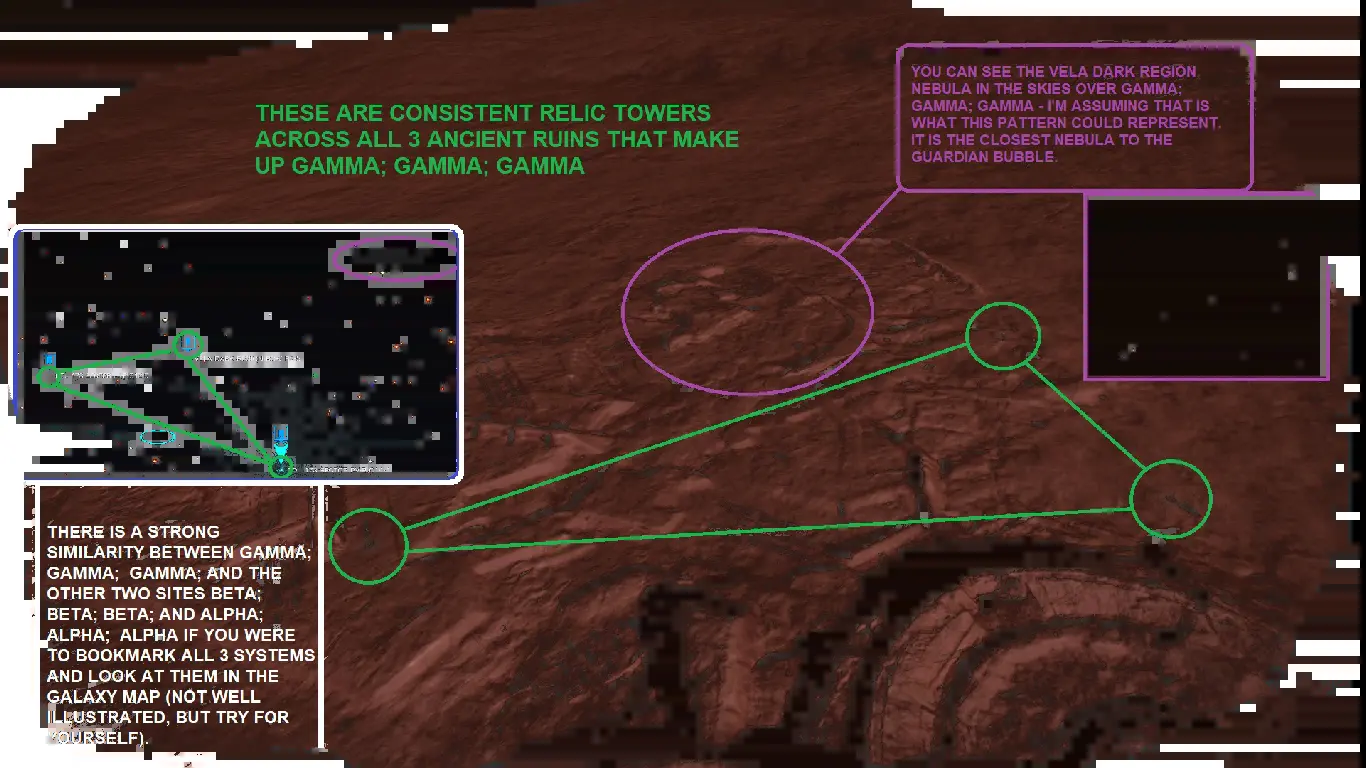 THESE ARE CONSISTENT RELIC TOWERS
ACROSS ALL 3 ANCIENT RUINS THAT MAKE
UP GAMMA; GAMMA; GAMMA
YOU CAN SEE THE VELA DARK REGION
NEBULA IN THE SKIES OVER GAMMA;
GAMMA; GAMMA - I'M ASSUMING THAT IS
WHAT THIS PATTERN COULD REPRESENT.
IT IS THE CLOSEST NEBULA TO THE
GUARDIAN BUBBLE.
THERE IS A STRONG
SIMILARITY BETWEEN GAMMA;
GAMMA; GAMMA; AND THE
OTHER TWO SITES BETA;
BETA; BETA; AND ALPHA;
ALPHA; ALPHA IF YOU WERE
TO BOOKMARK ALL 3 SYSTEMS
AND LOOK AT THEM IN THE
GALAXY MAP (NOT WELL
ILLUSTRATED, BUT TRY FOR
YOURSELF).